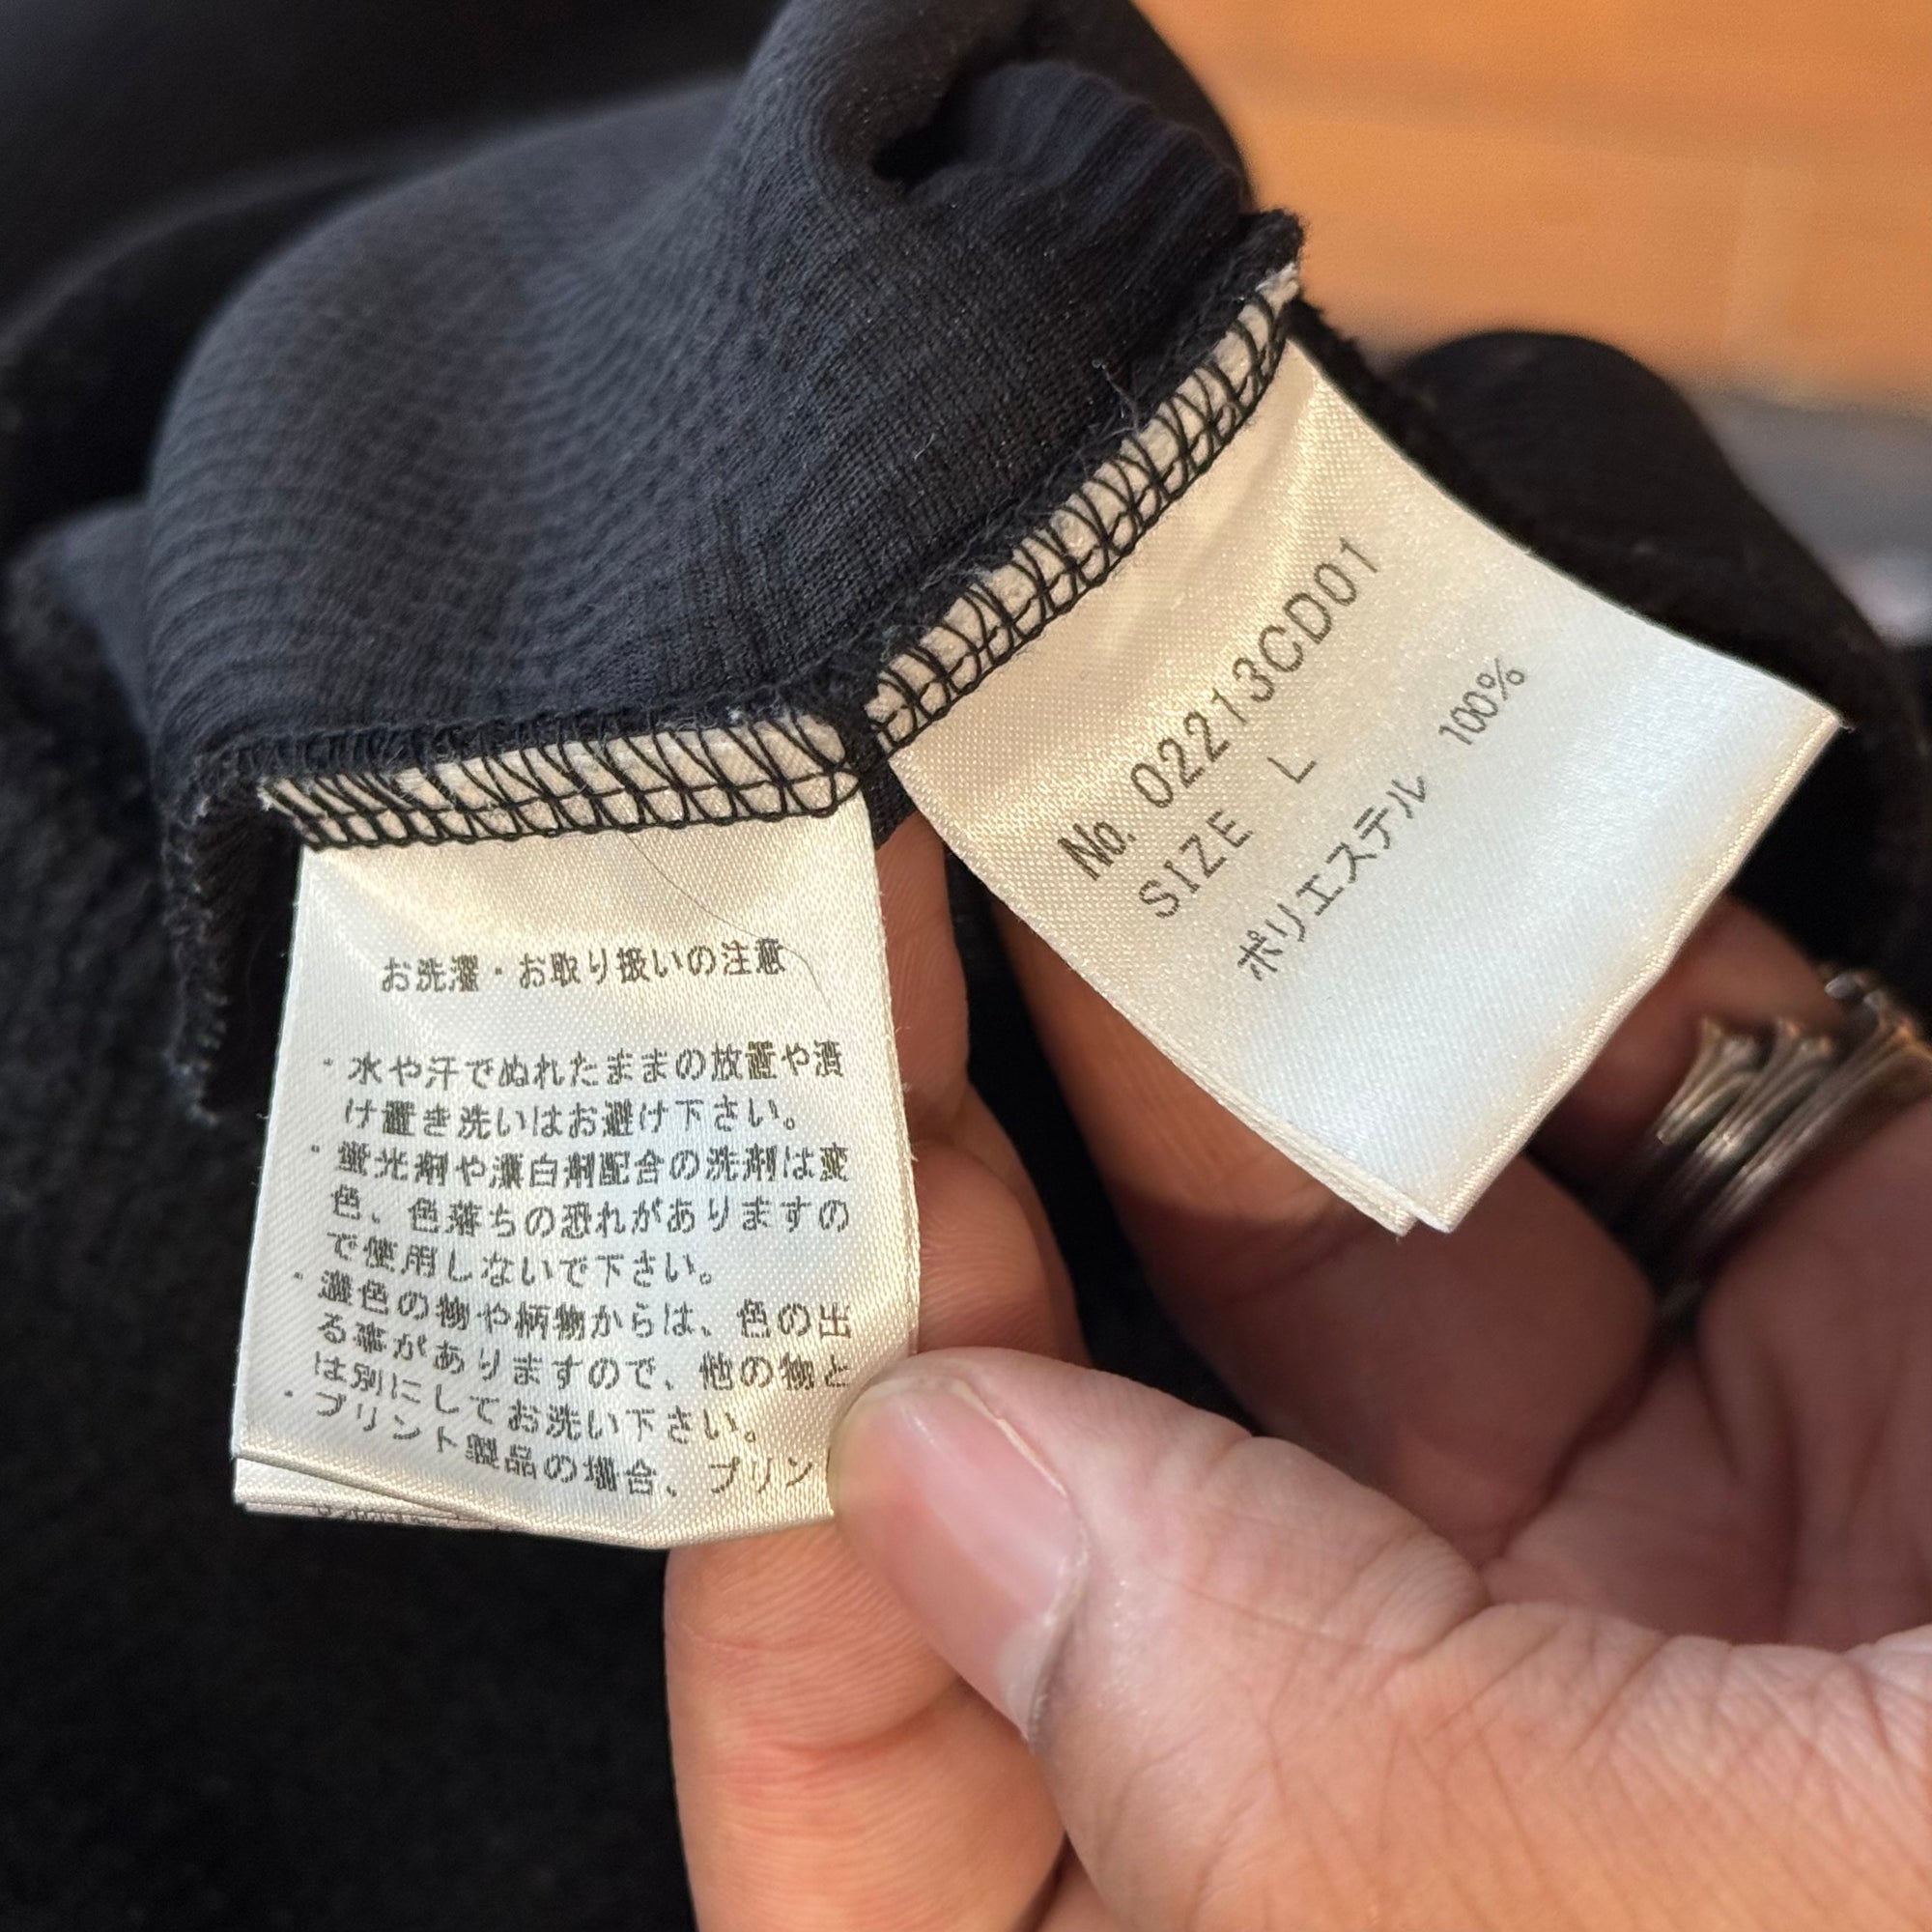 お洗濯・お取り扱いの注意
・水や汗でぬれたままの放置や漬
け置き洗いはお避け下さい。
・蛍光剤や漂白剤配合の洗剤は変
色、色落ちの恐れがありますの
で使用しないで下さい。
・濃色の物や柄物からは、色の出
る事がありますので、他の物と
は別にしてお洗い下さい。
・プリント製品の場合、プリン
No. 02213CD01
SIZE L
ポリエステル 100%